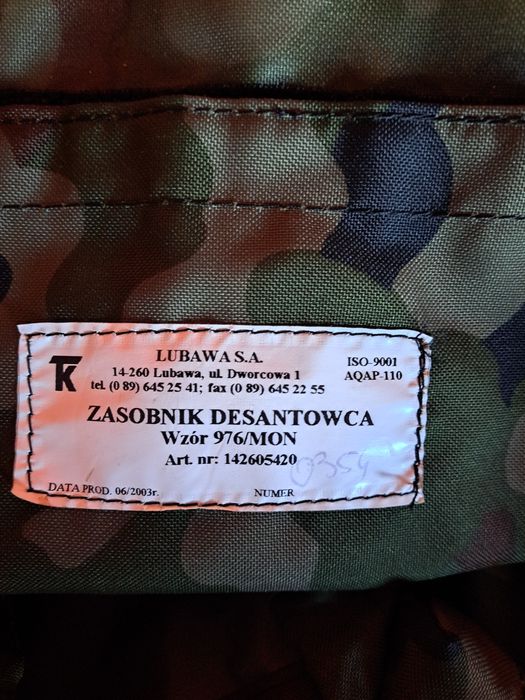 TK
LUBAWA S.A.
14-260 Lubawa, ul. Dworcowa 1
tel. (0 89) 645 25 41; fax (0 89) 645 22 55
ISO-9001
AQAP-110
ZASOBNIK DESANTOWCA
Wzór 976/MON
Art. nr: 142605420
0354
DATA PROD. 06/2003r. NUMER